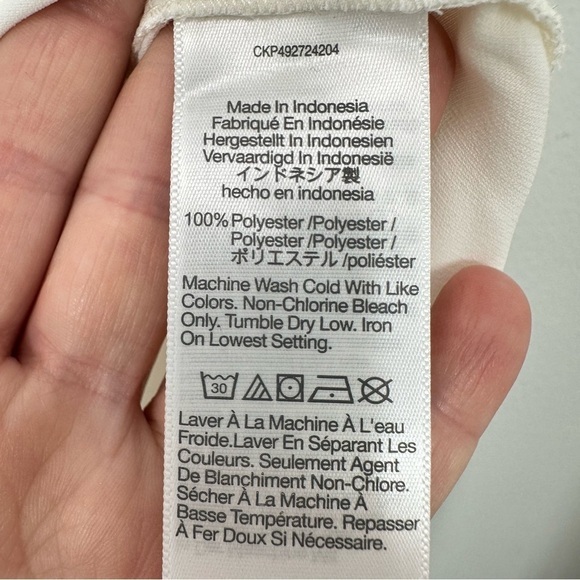 CKP492724204
Made In Indonesia
Fabriqué En Indonésie
Hergestellt In Indonesien
Vervaardigd In Indonesië
インドネシア製
hecho en indonesia
100% Polyester /Polyester /
Polyester /Polyester /
ポリエステル /poliéster
Machine Wash Cold With Like
Colors. Non-Chlorine Bleach
Only. Tumble Dry Low. Iron
On Lowest Setting.
30
Laver À La Machine À L'eau
Froide.Laver En Séparant Les
Couleurs. Seulement Agent
De Blanchiment Non-Chlore.
Sécher À La Machine À
Basse Température. Repasser
À Fer Doux Si Nécessaire.